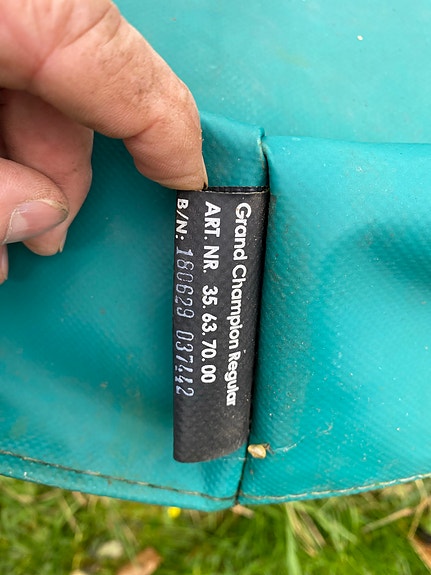 Grand Champion Regular
ART. NR. 35.63.70.00
B/N: 180629 037442